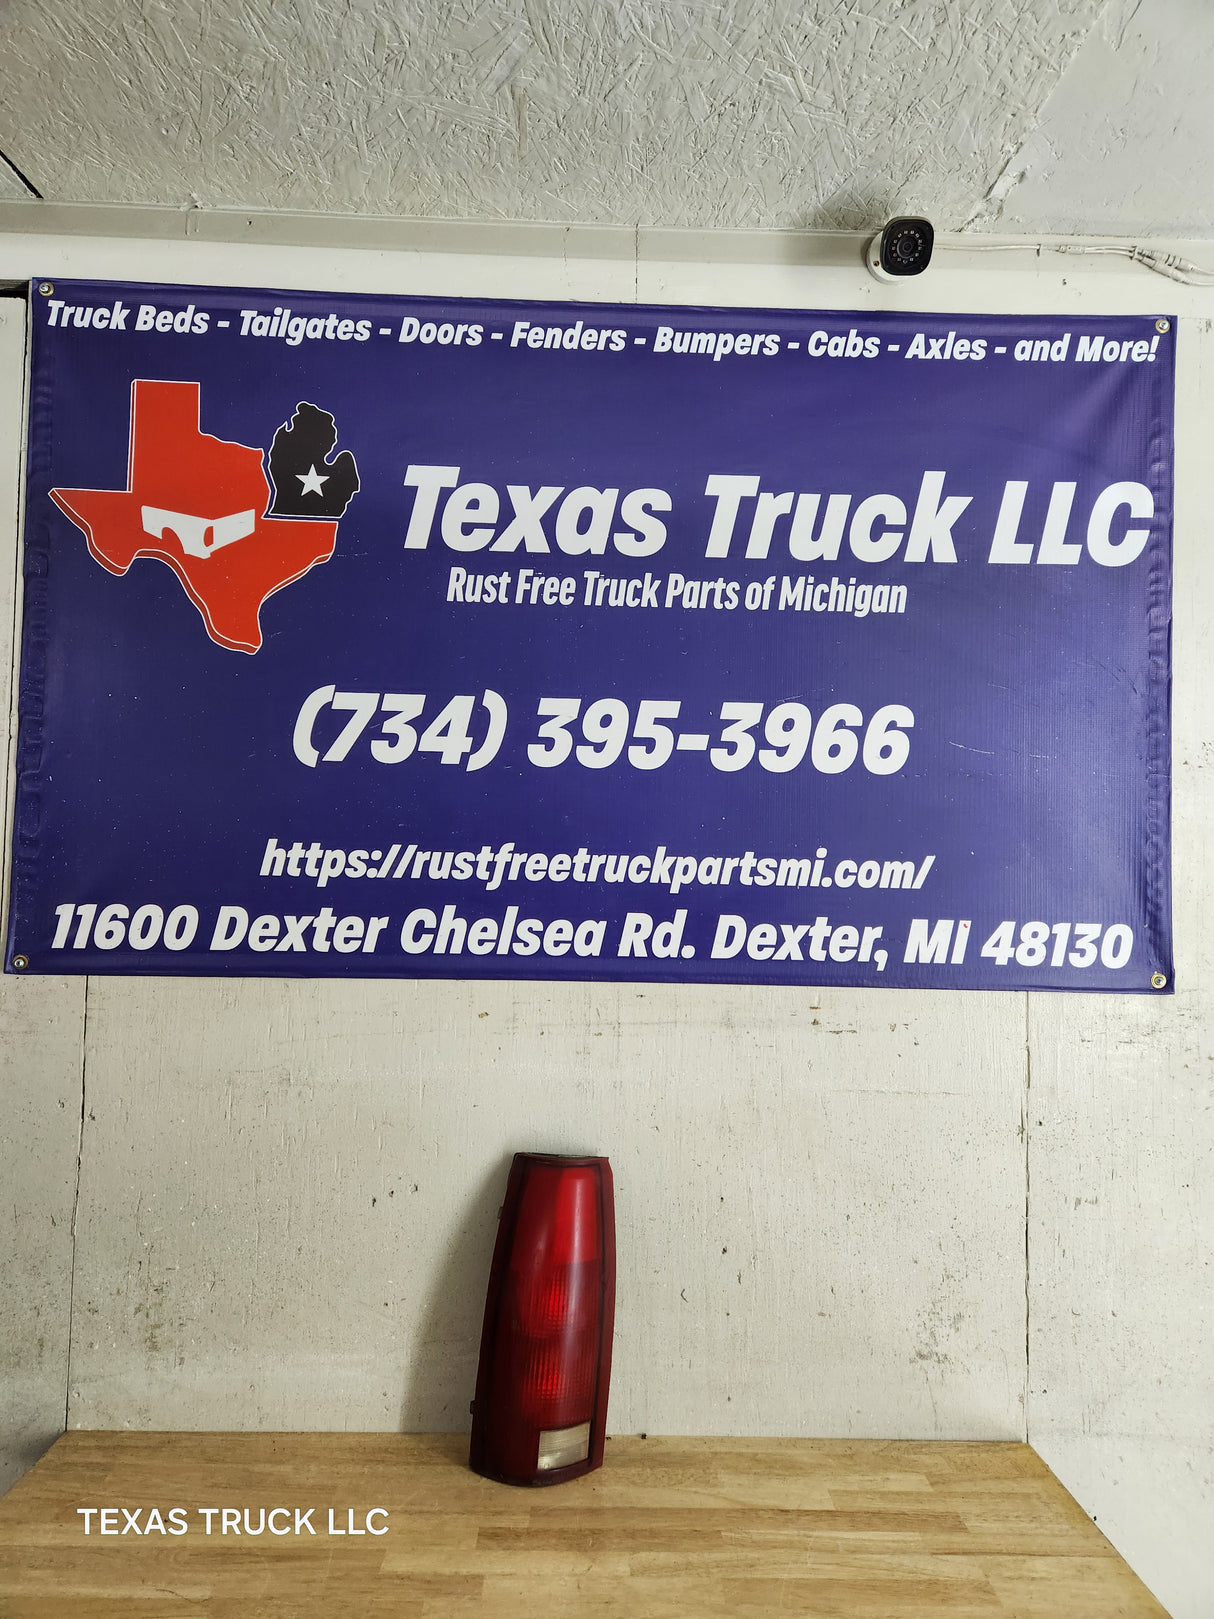 Truck Beds - Tailgates - Doors - Fenders - Bumpers - Cabs - Axles - and More!
Texas Truck LLC
Rust Free Truck Parts of Michigan
(734) 395-3966
https://rustfreetruckpartsmi.com/
11600 Dexter Chelsea Rd. Dexter, MI 48130
TEXAS TRUCK LLC